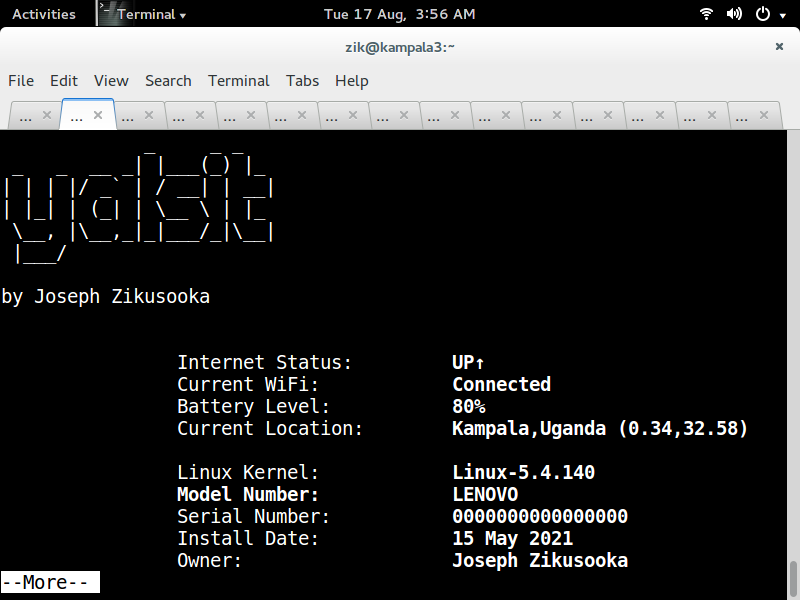 Activities Terminal Tue 17 Aug, 3:56 AM
zik@kampala3:~
File Edit View Search Terminal Tabs Help
... ... ... ... ... ... ... ... ... ... ... ... ... ... ...
ydsit
by Joseph Zikusooka
Internet Status: UP↑
Current WiFi: Connected
Battery Level: 80%
Current Location: Kampala,Uganda (0.34,32.58)
Linux Kernel: Linux-5.4.140
Model Number: LENOVO
Serial Number: 0000000000000000
Install Date: 15 May 2021
Owner: Joseph Zikusooka
--More--